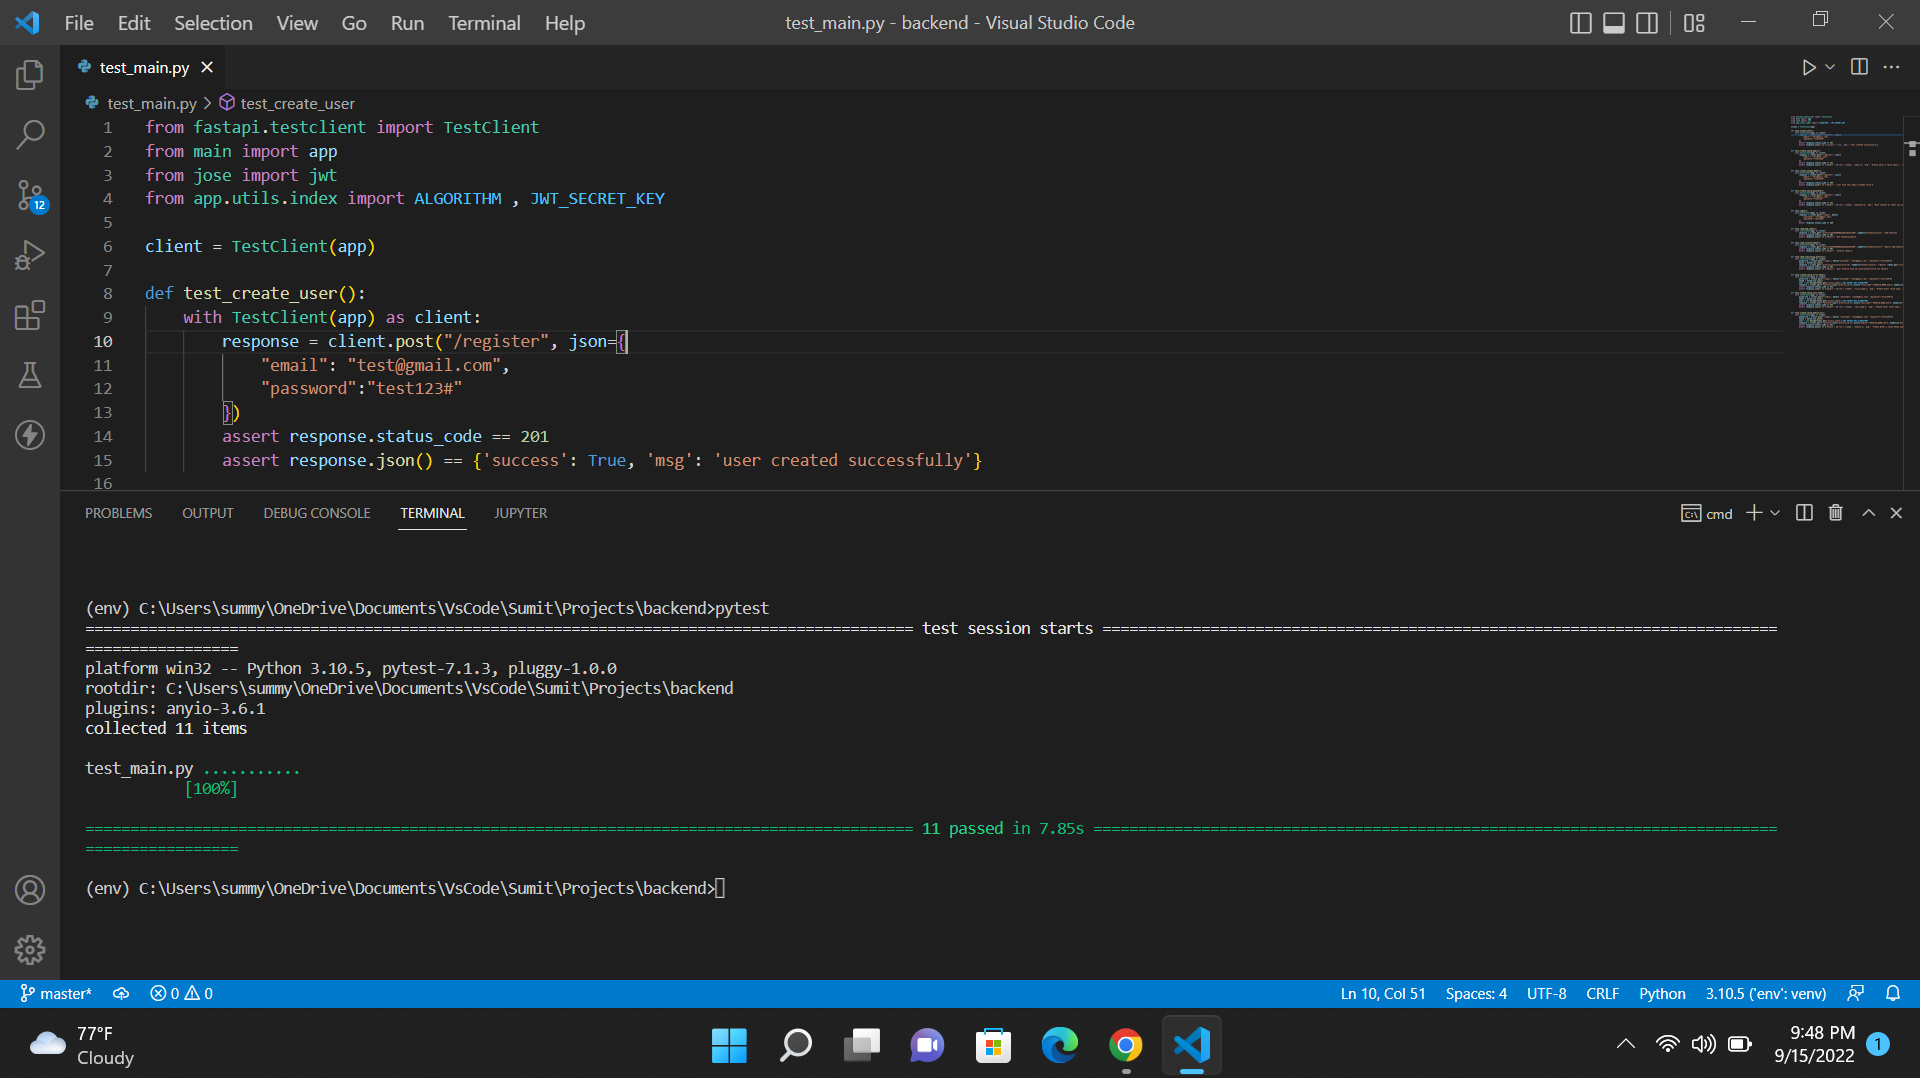 File Edit Selection View Go Run Terminal Help
test_main.py - backend - Visual Studio Code
test_main.py
test_main.py > test_create_user
1 from fastapi.testclient import TestClient
2 from main import app
3 from jose import jwt
4 from app.utils.index import ALGORITHM , JWT_SECRET_KEY
5
6 client = TestClient(app)
7
8 def test_create_user():
9 with TestClient(app) as client:
10 response = client.post("/register", json={
11 "email": "test@gmail.com",
12 "password":"test123#"
13 })
14 assert response.status_code == 201
15 assert response.json() == {'success': True, 'msg': 'user created successfully'}
16
12
PROBLEMS OUTPUT DEBUG CONSOLE TERMINAL JUPYTER
cmd
(env) C:\Users\summy\OneDrive\Documents\VsCode\Sumit\Projects\backend>pytest
============================================================================================ test session starts ===========================================================================
=================
platform win32 -- Python 3.10.5, pytest-7.1.3, pluggy-1.0.0
rootdir: C:\Users\summy\OneDrive\Documents\VsCode\Sumit\Projects\backend
plugins: anyio-3.6.1
collected 11 items
test_main.py ...........
[100%]
============================================================================================ 11 passed in 7.85s ============================================================================
=================
(env) C:\Users\summy\OneDrive\Documents\VsCode\Sumit\Projects\backend>
master* 0 0
Ln 10, Col 51 Spaces: 4 UTF-8 CRLF Python 3.10.5 ('env': venv)
77°F
Cloudy
9:48 PM
9/15/2022
1